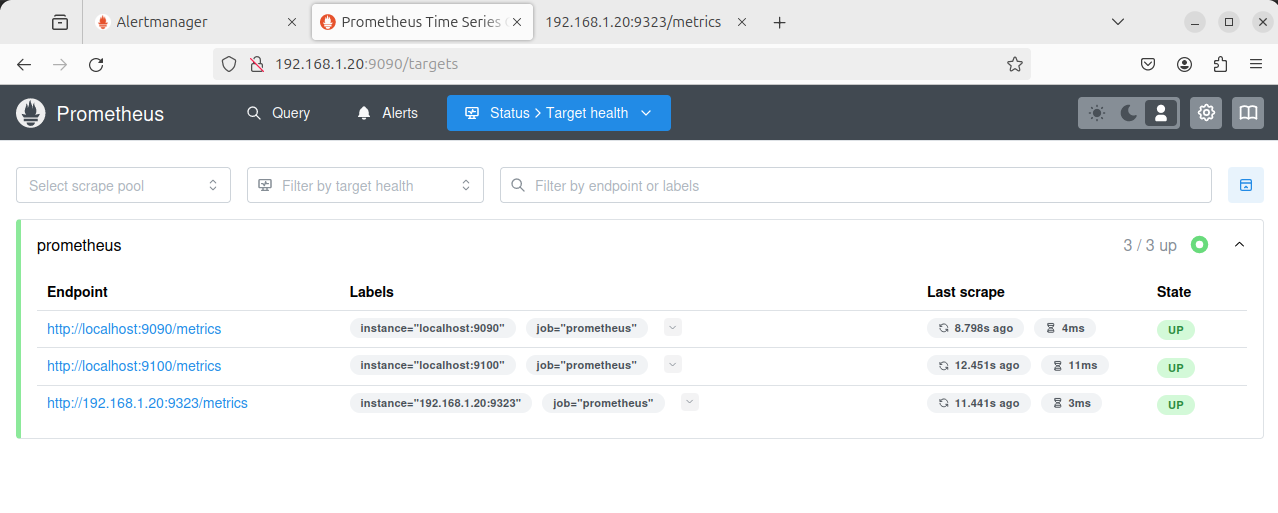 Alertmanager
Prometheus Time Series
192.168.1.20:9323/metrics
192.168.1.20:9090/targets
Prometheus
Query
Alerts
Status > Target health
Select scrape pool
Filter by target health
Filter by endpoint or labels
prometheus
3 / 3 up
Endpoint Labels Last scrape State
http://localhost:9090/metrics instance="localhost:9090" job="prometheus" 8.798s ago 4ms UP
http://localhost:9100/metrics instance="localhost:9100" job="prometheus" 12.451s ago 11ms UP
http://192.168.1.20:9323/metrics instance="192.168.1.20:9323" job="prometheus" 11.441s ago 3ms UP